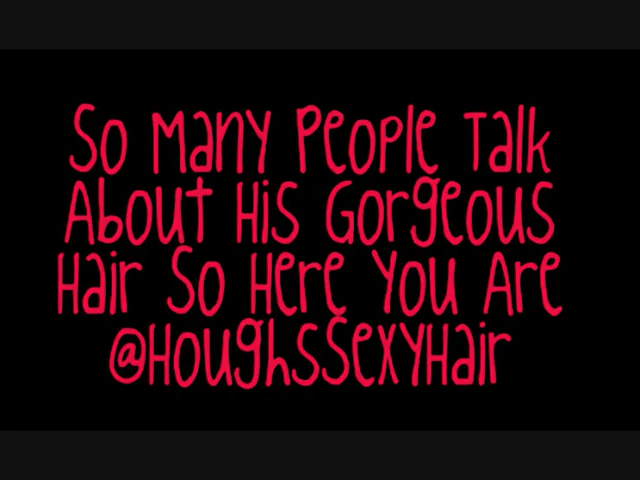 So Many People Talk
About His Gorgeous
Hair So Here You Are
@HoughsSexyHair